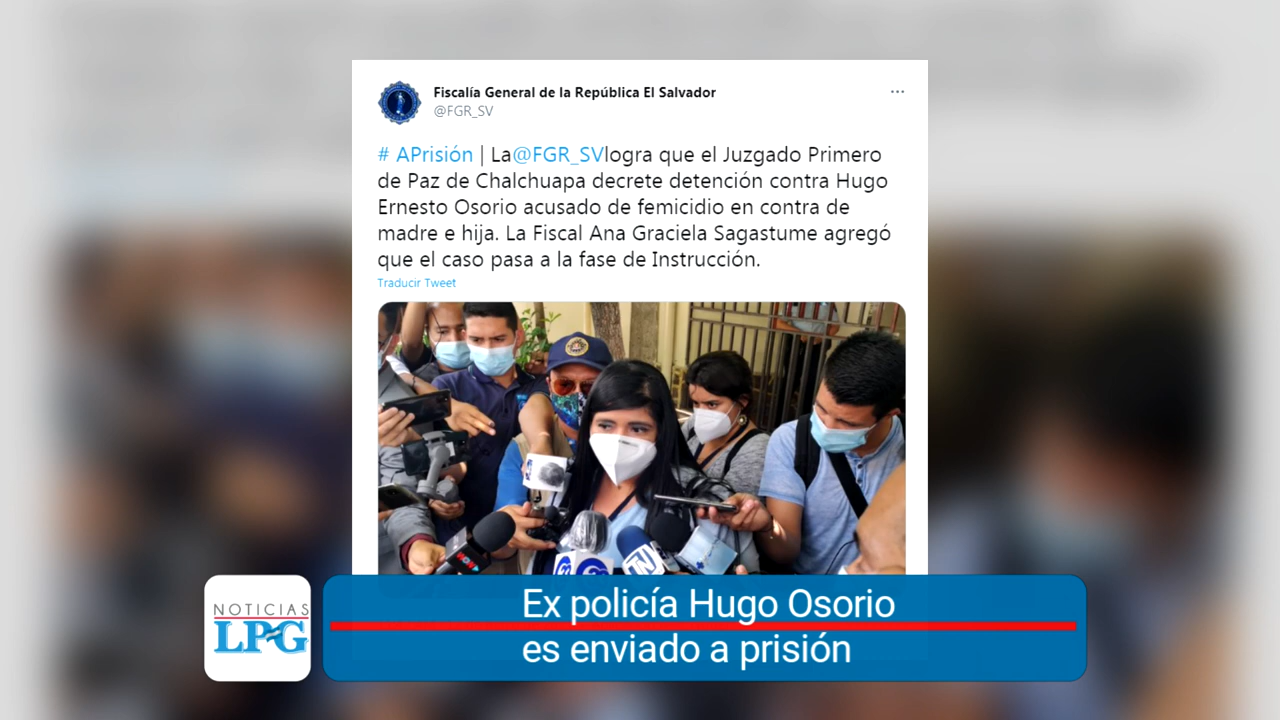 Fiscalía General de la República El Salvador
@FGR_SV
# APrisión | La@FGR_SVlogra que el Juzgado Primero
de Paz de Chalchuapa decrete detención contra Hugo
Ernesto Osorio acusado de femicidio en contra de
madre e hija. La Fiscal Ana Graciela Sagastume agregó
que el caso pasa a la fase de Instrucción.
Traducir Tweet
NOTICIAS
LPG
Ex policía Hugo Osorio
es enviado a prisión